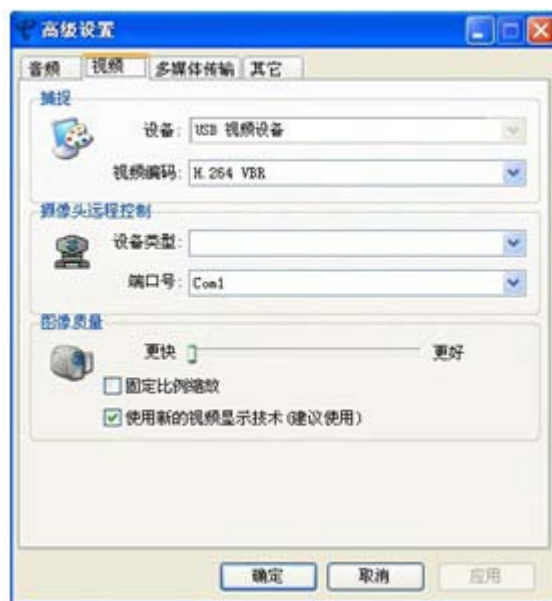 高级设置
音频 视频 多媒体传输 其它
捕捉
设备: USB 视频设备
视频编码: H.264 VBR
摄像头远程控制
设备类型:
端口号: Com1
图像质量
更快 更好
固定比例缩放
使用新的视频显示技术(建议使用)
确定 取消 应用